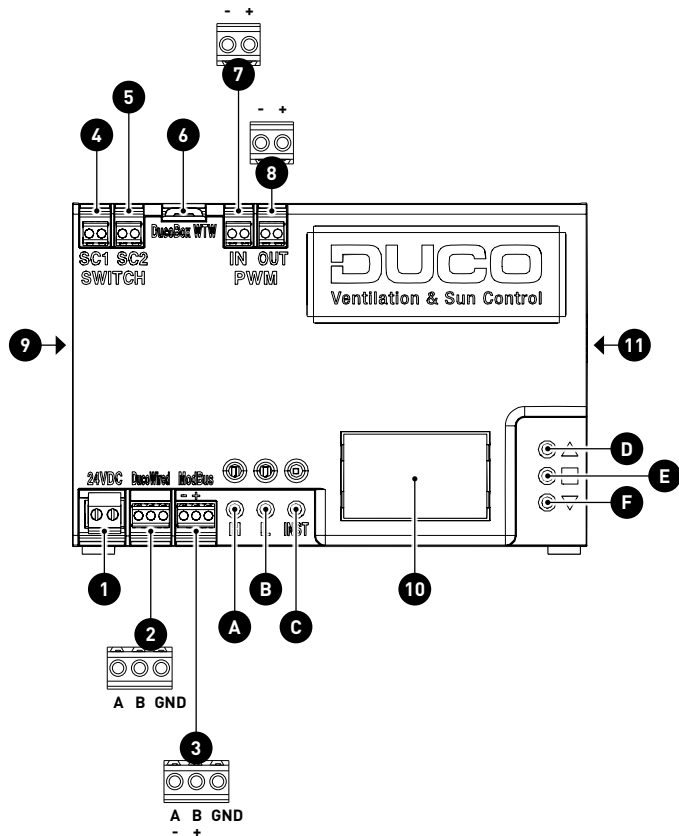 - +
7
- +
4
5
6
8
DucoBox WTW
SC1 SC2
SWITCH
IN OUT
PWM
DUCO
Ventilation & Sun Control
9
11
D
E
F
24VDC
DucoWired
ModBus
- +
INST
1
A
B
C
10
2
A B GND
3
A B GND
- +